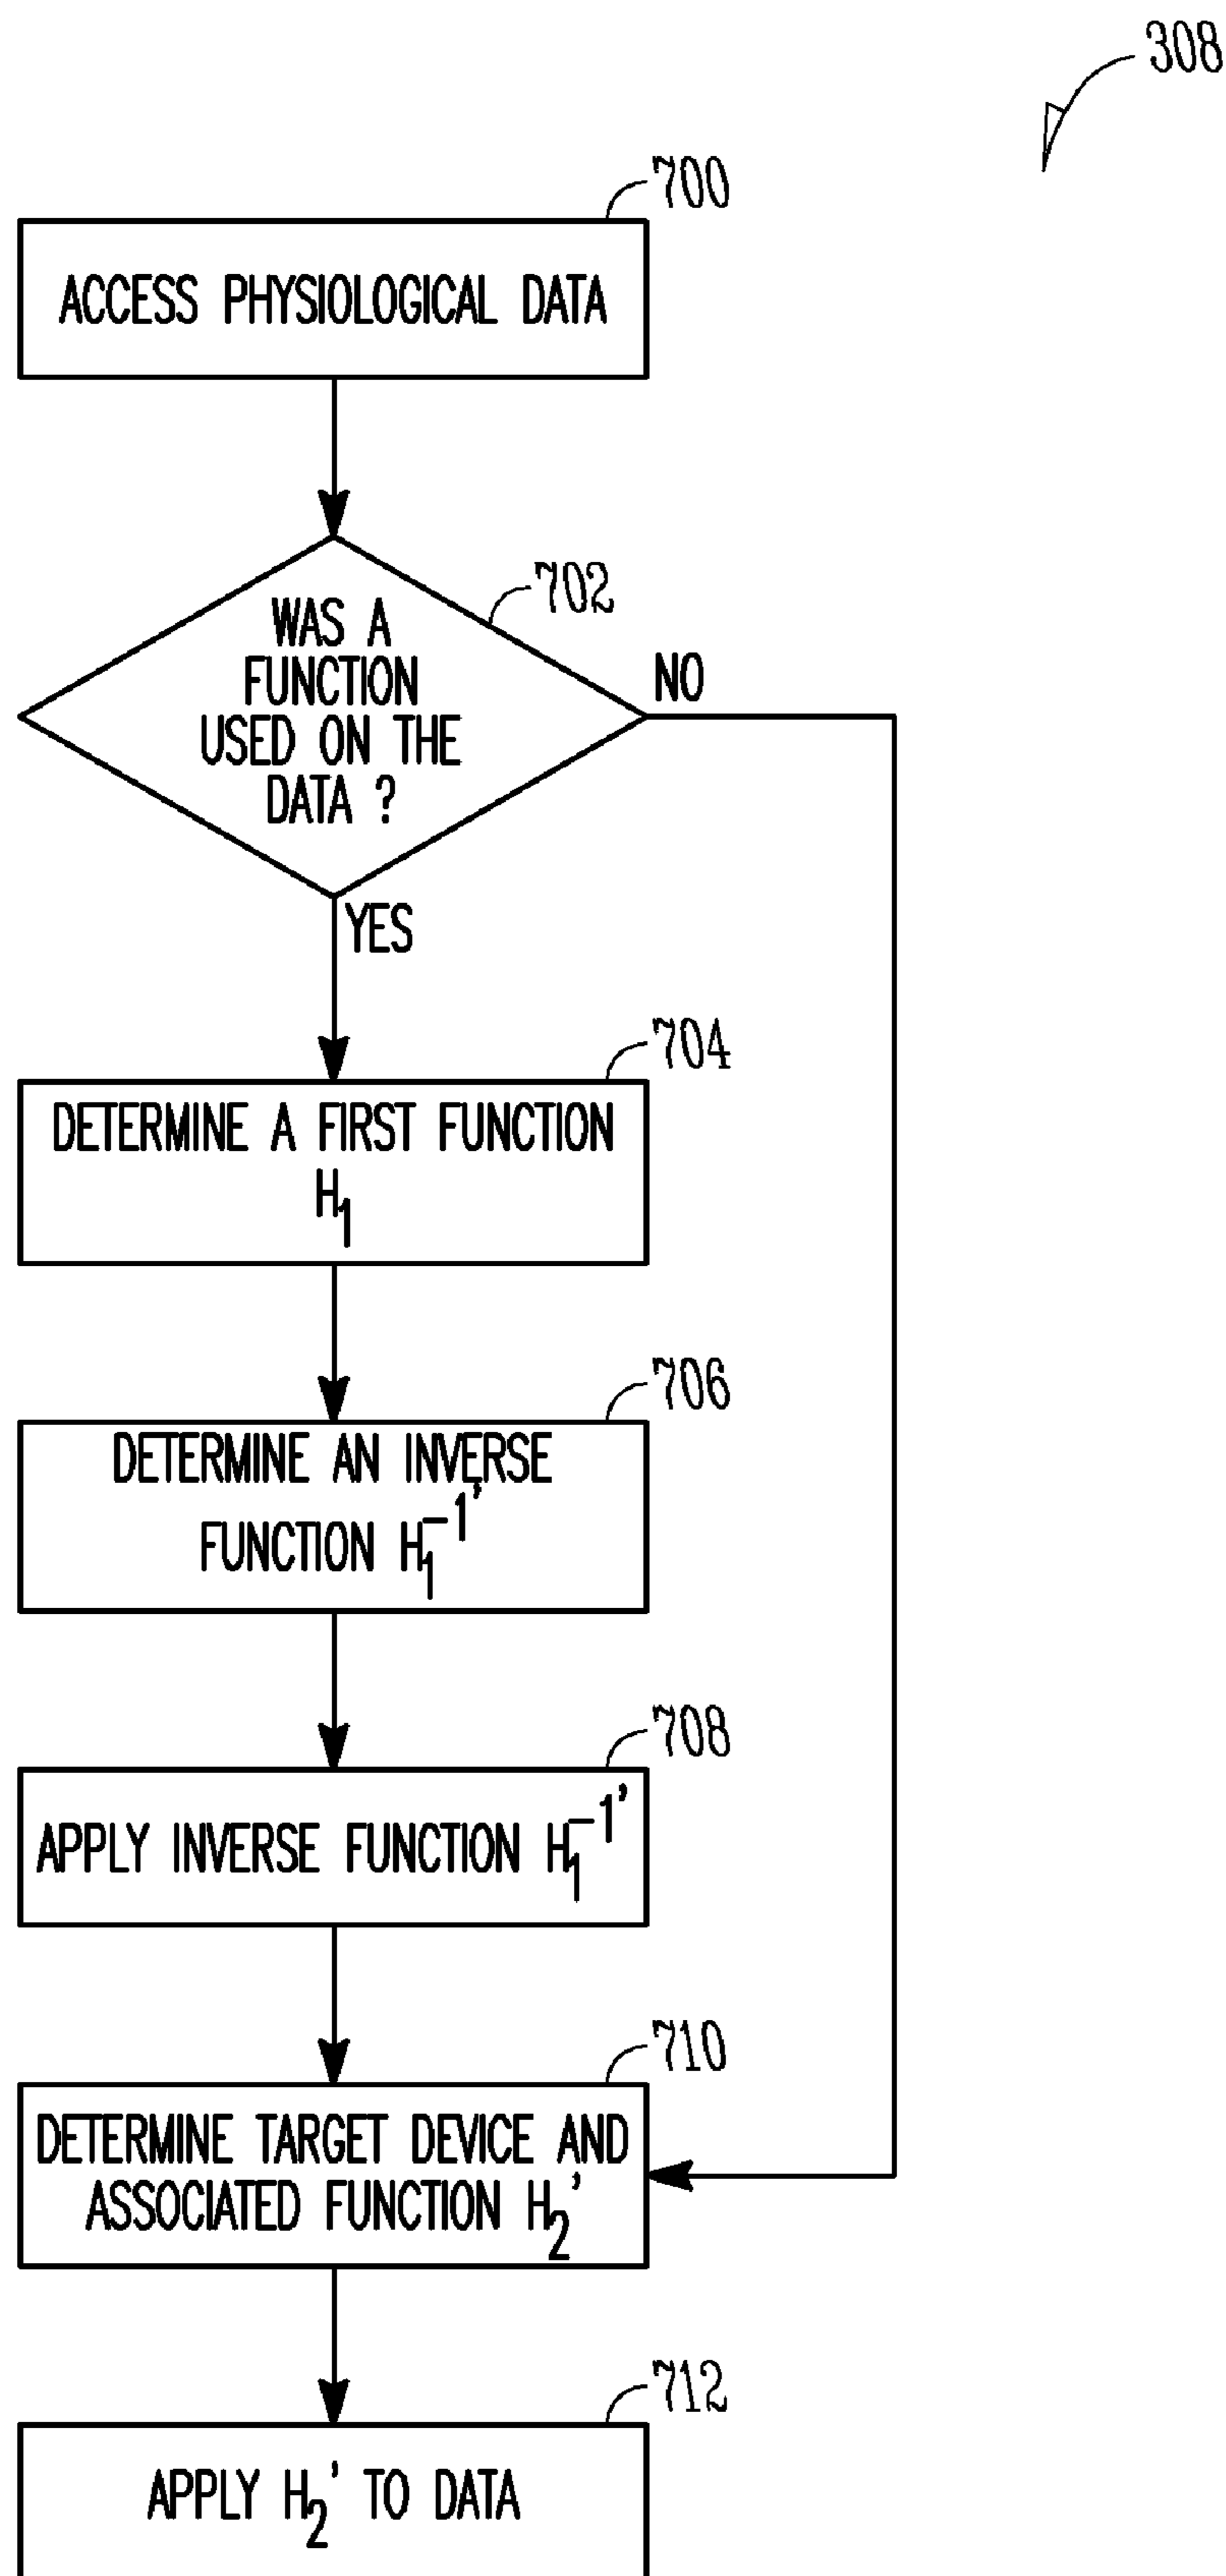 308
700
ACCESS PHYSIOLOGICAL DATA
702
WAS A
FUNCTION
USED ON THE
DATA ?
NO
YES
704
DETERMINE A FIRST FUNCTION
H₁
706
DETERMINE AN INVERSE
FUNCTION H₁⁻¹'
708
APPLY INVERSE FUNCTION H₁⁻¹'
710
DETERMINE TARGET DEVICE AND
ASSOCIATED FUNCTION H₂'
712
APPLY H₂' TO DATA